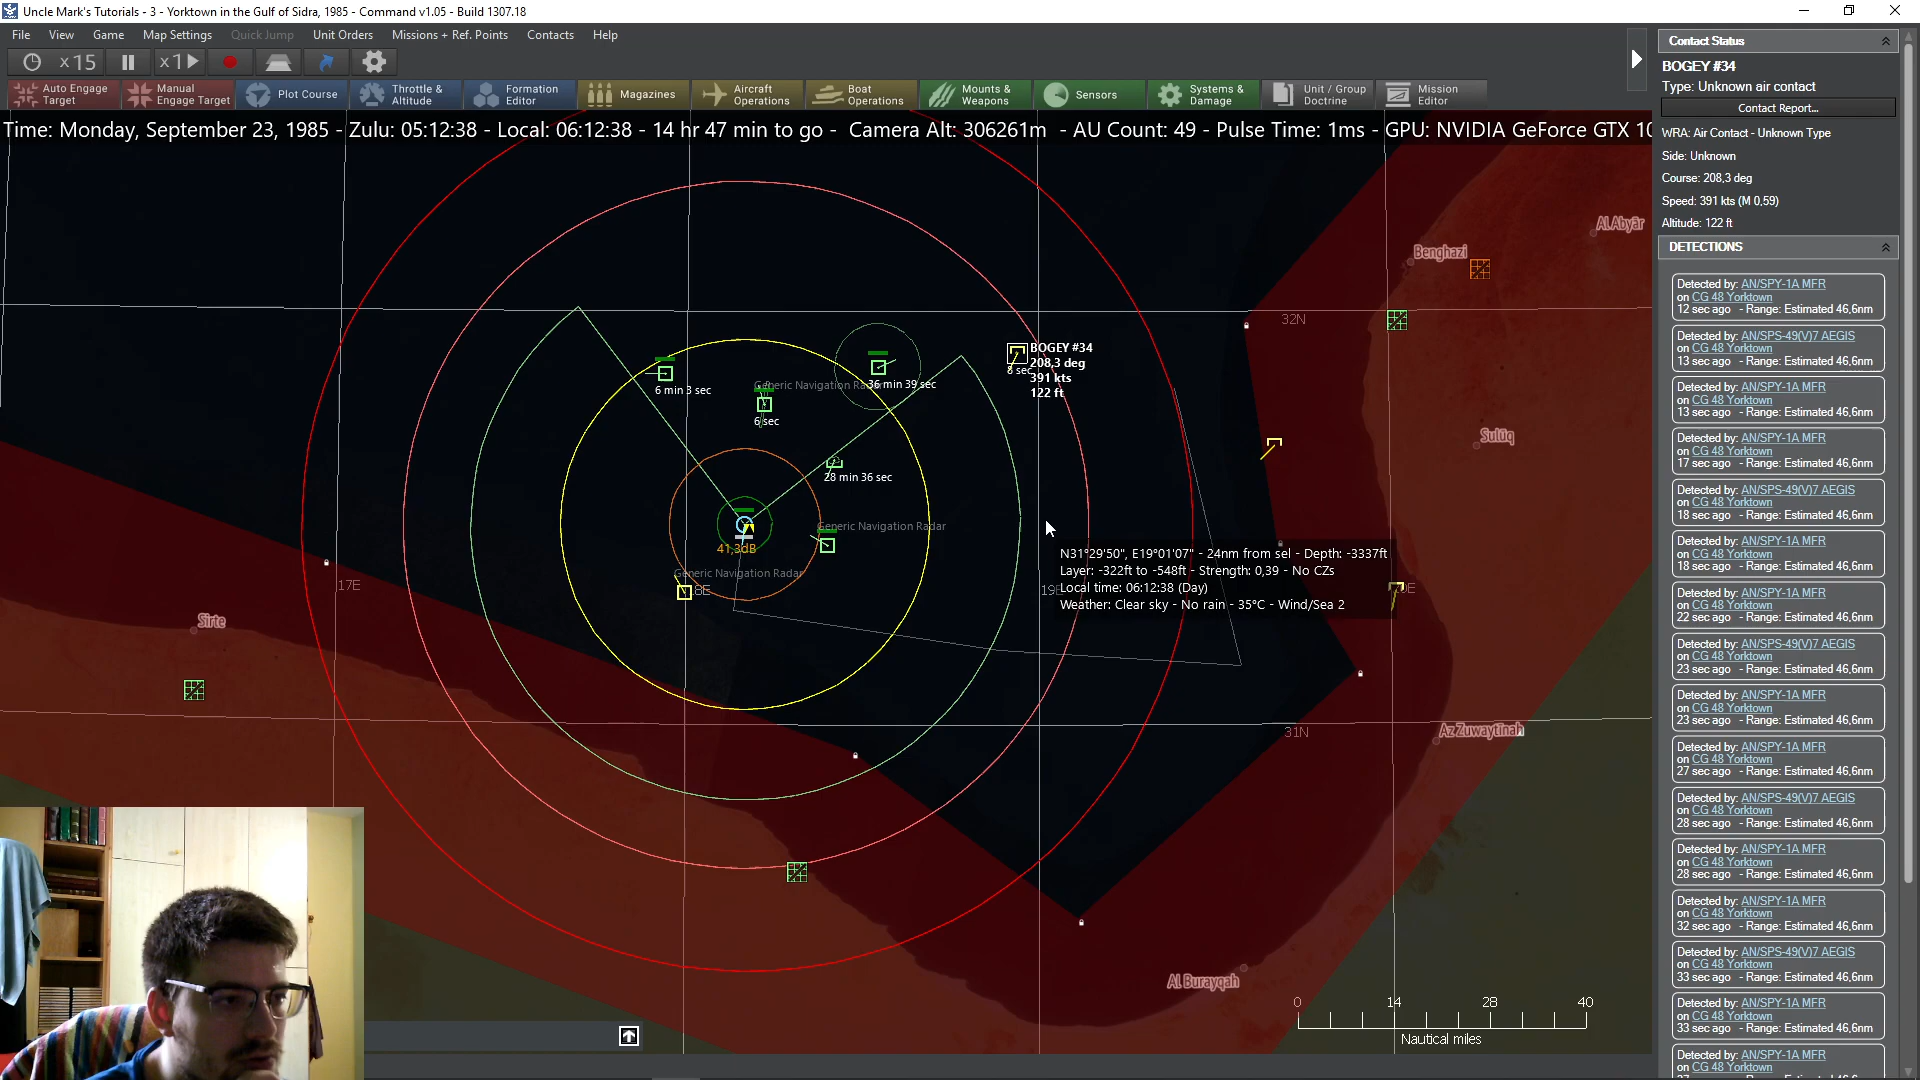 Uncle Mark's Tutorials - 3 - Yorktown in the Gulf of Sidra, 1985 - Command v1.05 - Build 1307.18
File View Game Map Settings Quick Jump Unit Orders Missions + Ref. Points Contacts Help
x15 x1
Auto Engage Target
Manual Engage Target
Plot Course
Throttle & Altitude
Formation Editor
Magazines
Aircraft Operations
Boat Operations
Mounts & Weapons
Sensors
Systems & Damage
Unit / Group Doctrine
Mission Editor
Time: Monday, September 23, 1985 - Zulu: 05:12:38 - Local: 06:12:38 - 14 hr 47 min to go - Camera Alt: 306261m - AU Count: 49 - Pulse Time: 1ms - GPU: NVIDIA GeForce GTX 10
Al Abyār
Benghazi
32N
BOGEY #34
208,3 deg
391 kts
122 ft
8 sec
6 min 3 sec
Generic Navigation Ra
36 min 39 sec
6 sec
Sulūq
28 min 36 sec
Generic Navigation Radar
41,3dB
Generic Navigation Radar
17E
8E
19E
0E
N31°29'50", E19°01'07" - 24nm from sel - Depth: -3337ft
Layer: -322ft to -548ft - Strength: 0,39 - No CZs
Local time: 06:12:38 (Day)
Weather: Clear sky - No rain - 35°C - Wind/Sea 2
Sirte
31N
Az Zuwaytīnah
Al Burayqah
0 14 28 40
Nautical miles
Contact Status
BOGEY #34
Type: Unknown air contact
Contact Report...
WRA: Air Contact - Unknown Type
Side: Unknown
Course: 208,3 deg
Speed: 391 kts (M 0,59)
Altitude: 122 ft
DETECTIONS
Detected by: AN/SPY-1A MFR
on CG 48 Yorktown
12 sec ago - Range: Estimated 46,6nm
Detected by: AN/SPS-49(V)7 AEGIS
on CG 48 Yorktown
13 sec ago - Range: Estimated 46,6nm
Detected by: AN/SPY-1A MFR
on CG 48 Yorktown
13 sec ago - Range: Estimated 46,6nm
Detected by: AN/SPY-1A MFR
on CG 48 Yorktown
17 sec ago - Range: Estimated 46,6nm
Detected by: AN/SPS-49(V)7 AEGIS
on CG 48 Yorktown
18 sec ago - Range: Estimated 46,6nm
Detected by: AN/SPY-1A MFR
on CG 48 Yorktown
18 sec ago - Range: Estimated 46,6nm
Detected by: AN/SPY-1A MFR
on CG 48 Yorktown
22 sec ago - Range: Estimated 46,6nm
Detected by: AN/SPS-49(V)7 AEGIS
on CG 48 Yorktown
23 sec ago - Range: Estimated 46,6nm
Detected by: AN/SPY-1A MFR
on CG 48 Yorktown
23 sec ago - Range: Estimated 46,6nm
Detected by: AN/SPY-1A MFR
on CG 48 Yorktown
27 sec ago - Range: Estimated 46,6nm
Detected by: AN/SPS-49(V)7 AEGIS
on CG 48 Yorktown
28 sec ago - Range: Estimated 46,6nm
Detected by: AN/SPY-1A MFR
on CG 48 Yorktown
28 sec ago - Range: Estimated 46,6nm
Detected by: AN/SPY-1A MFR
on CG 48 Yorktown
32 sec ago - Range: Estimated 46,6nm
Detected by: AN/SPS-49(V)7 AEGIS
on CG 48 Yorktown
33 sec ago - Range: Estimated 46,6nm
Detected by: AN/SPY-1A MFR
on CG 48 Yorktown
33 sec ago - Range: Estimated 46,6nm
Detected by: AN/SPY-1A MFR
on CG 48 Yorktown